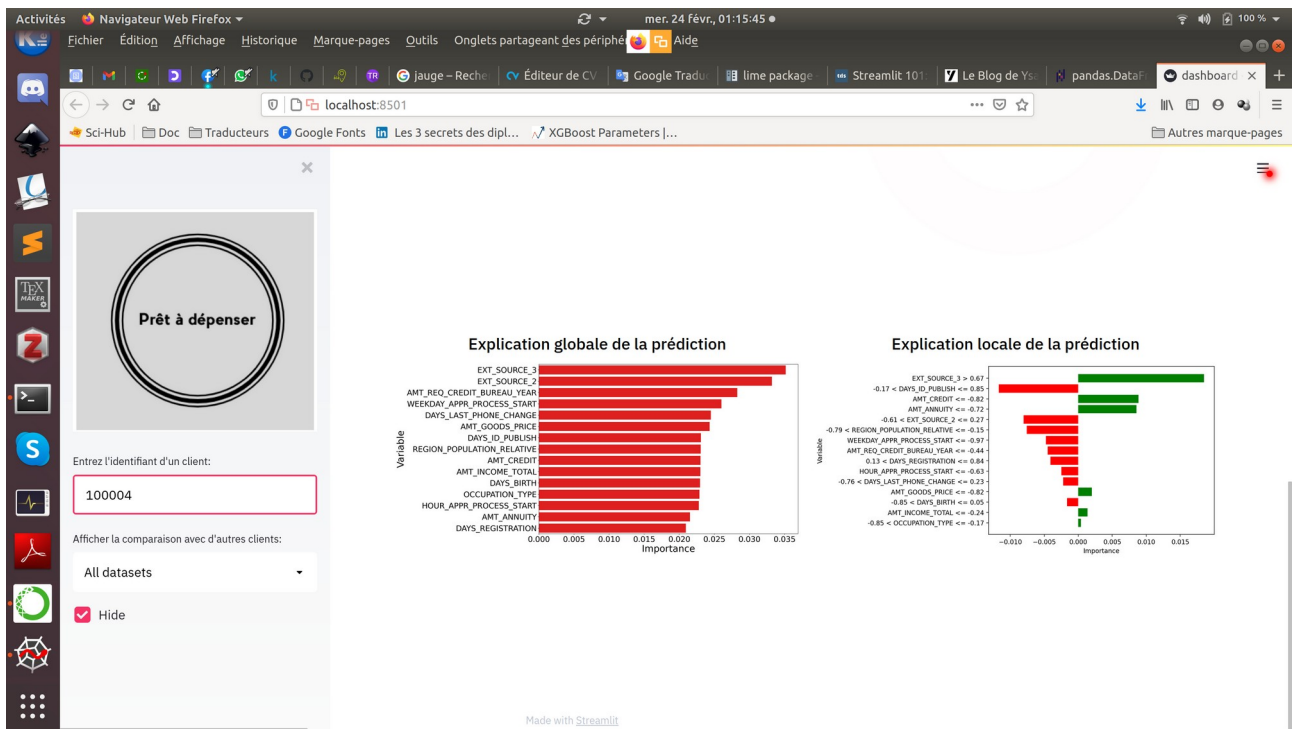 Activités Navigateur Web Firefox mer. 24 févr., 01:15:45 100 %
Fichier Édition Affichage Historique Marque-pages Outils Onglets partageant des périphé Aide
jauge – Reche Éditeur de CV Google Traduc lime package - Streamlit 101: Le Blog de Ysa pandas.DataF dashboard
localhost:8501
Sci-Hub Doc Traducteurs Google Fonts Les 3 secrets des dipl... XGBoost Parameters |... Autres marque-pages
TEX
MAKER
Prêt à dépenser
Entrez l'identifiant d'un client:
100004
Afficher la comparaison avec d'autres clients:
All datasets
Hide
Explication globale de la prédiction
EXT_SOURCE_3
EXT_SOURCE_2
AMT_REQ_CREDIT_BUREAU_YEAR
WEEKDAY_APPR_PROCESS_START
DAYS_LAST_PHONE_CHANGE
AMT_GOODS_PRICE
DAYS_ID_PUBLISH
REGION_POPULATION_RELATIVE
AMT_CREDIT
AMT_INCOME_TOTAL
DAYS_BIRTH
OCCUPATION_TYPE
HOUR_APPR_PROCESS_START
AMT_ANNUITY
DAYS_REGISTRATION
Variable
0.000 0.005 0.010 0.015 0.020 0.025 0.030 0.035
Importance
Explication locale de la prédiction
EXT_SOURCE_3 > 0.67
-0.17 < DAYS_ID_PUBLISH <= 0.85
AMT_CREDIT <= -0.82
AMT_ANNUITY <= -0.72
-0.61 < EXT_SOURCE_2 <= 0.27
-0.79 < REGION_POPULATION_RELATIVE <= -0.15
WEEKDAY_APPR_PROCESS_START <= -0.97
AMT_REQ_CREDIT_BUREAU_YEAR <= -0.44
0.13 < DAYS_REGISTRATION <= 0.84
HOUR_APPR_PROCESS_START <= -0.63
-0.76 < DAYS_LAST_PHONE_CHANGE <= 0.23
AMT_GOODS_PRICE <= -0.82
-0.85 < DAYS_BIRTH <= 0.05
AMT_INCOME_TOTAL <= -0.24
-0.85 < OCCUPATION_TYPE <= -0.17
Variable
−0.010 −0.005 0.000 0.005 0.010 0.015
Importance
Made with Streamlit